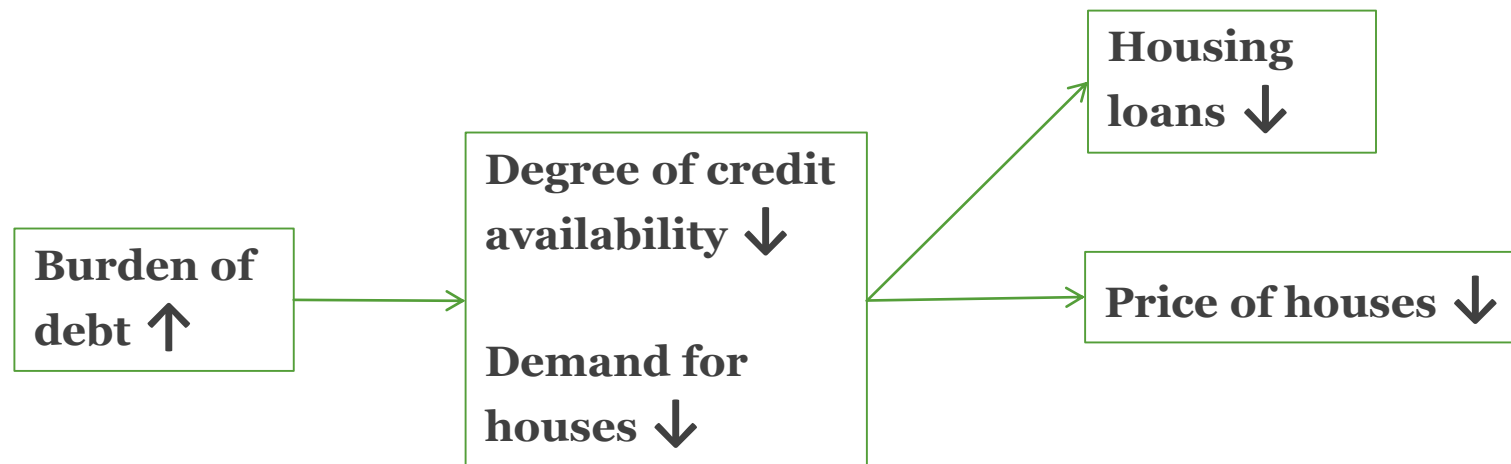 Burden of
debt ↑
Degree of credit
availability ↓
Demand for
houses ↓
Housing
loans ↓
Price of houses ↓